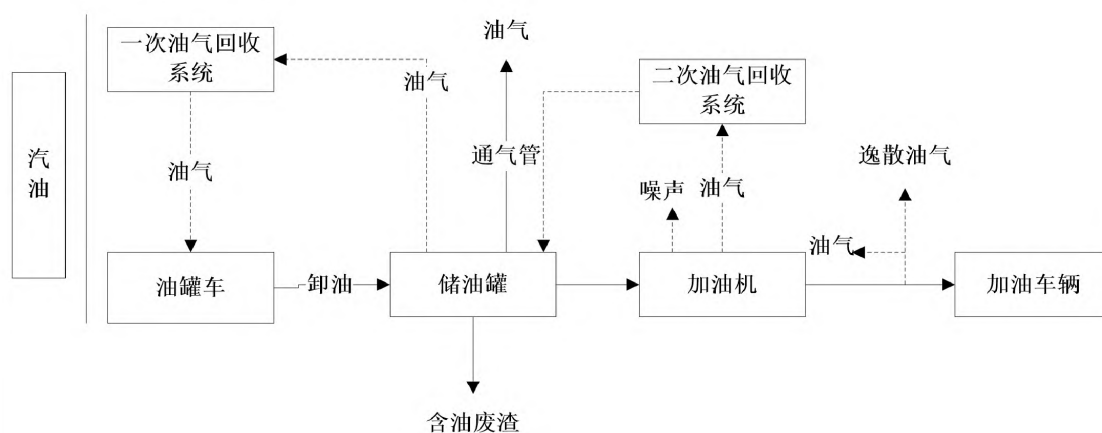 汽
油
一次油气回收
系统
油气
油气
油气
通气管
二次油气回收
系统
噪声
油气
逸散油气
油气
油罐车
卸油
储油罐
加油机
加油车辆
含油废渣